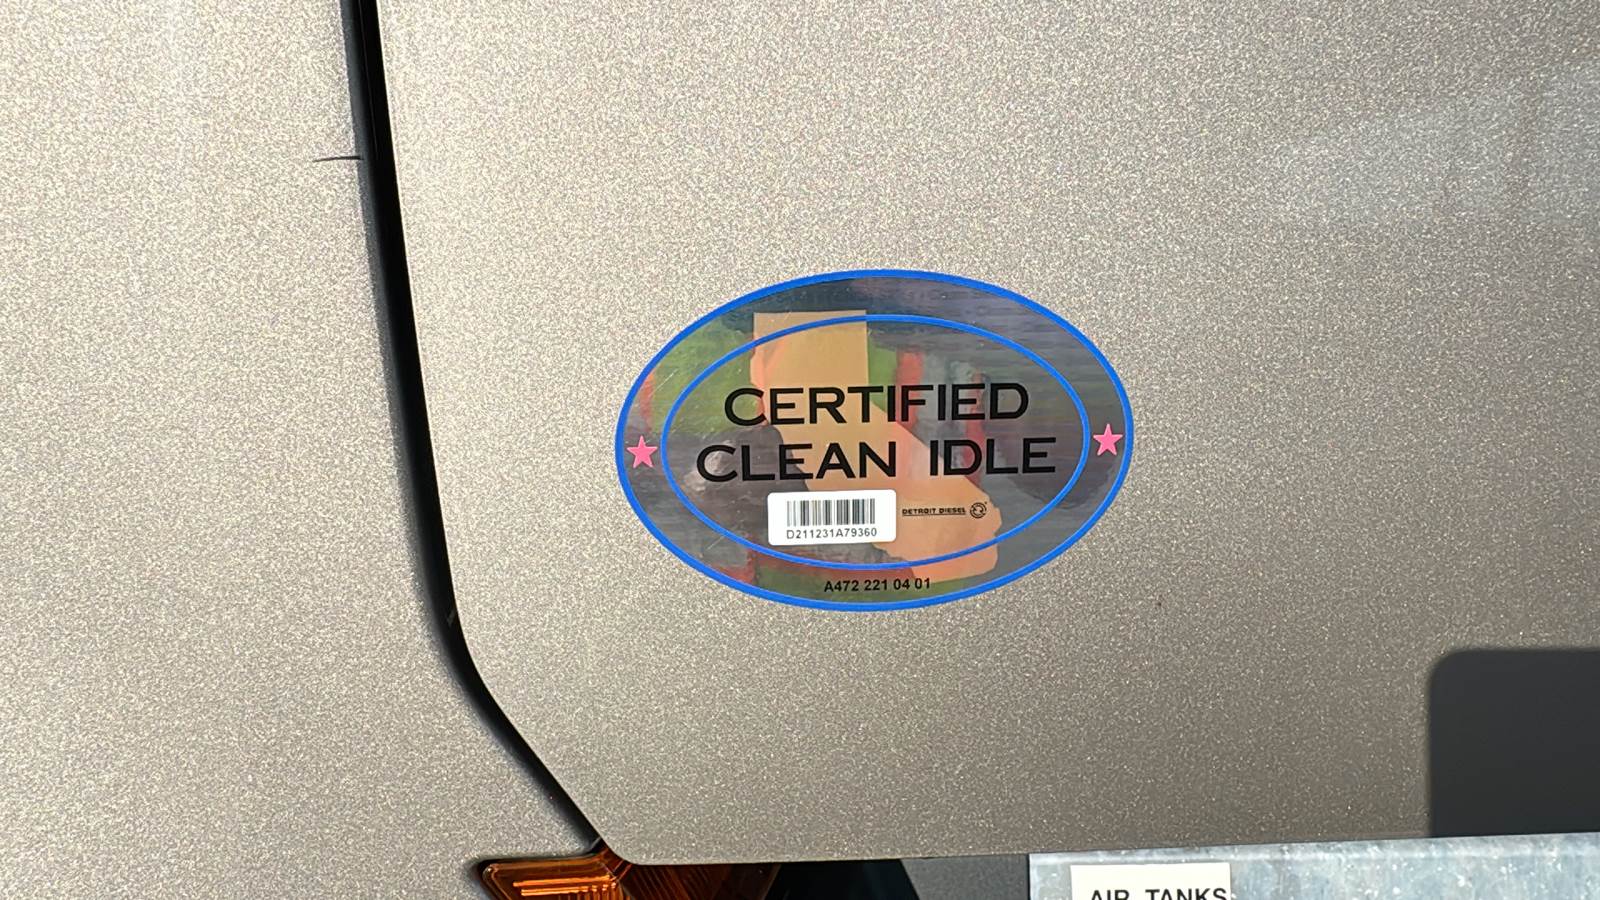 CERTIFIED
CLEAN IDLE
DETROIT DIESEL
D211231A79360
A472 221 04 01
AIR TANKS